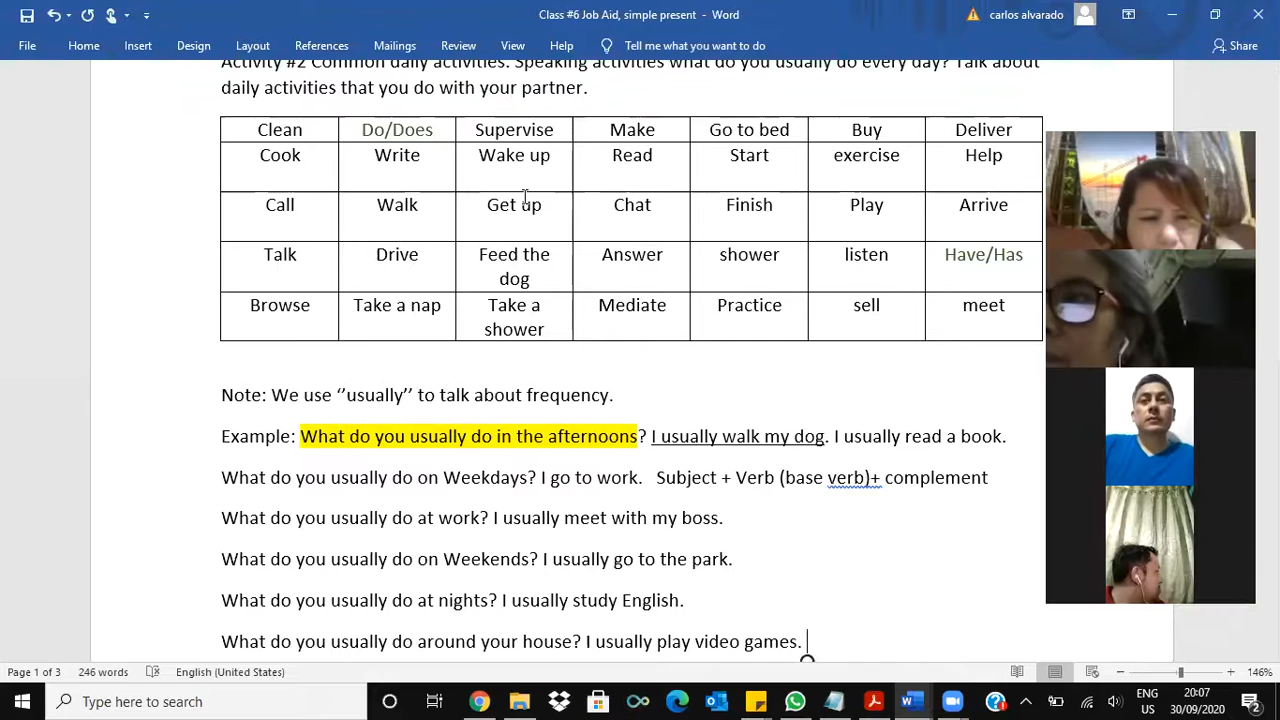 Class #6 Job Aid, simple present - Word
carlos alvarado
File Home Insert Design Layout References Mailings Review View Help Tell me what you want to do Share
Activity #2 Common daily activities. Speaking activities what do you usually do every day? Talk about
daily activities that you do with your partner.
Clean Do/Does Supervise Make Go to bed Buy Deliver
Cook Write Wake up Read Start exercise Help
Call Walk Get up Chat Finish Play Arrive
Talk Drive Feed the dog Answer shower listen Have/Has
Browse Take a nap Take a shower Mediate Practice sell meet
Note: We use ‘’usually’’ to talk about frequency.
Example: What do you usually do in the afternoons? I usually walk my dog. I usually read a book.
What do you usually do on Weekdays? I go to work. Subject + Verb (base verb)+ complement
What do you usually do at work? I usually meet with my boss.
What do you usually do on Weekends? I usually go to the park.
What do you usually do at nights? I usually study English.
What do you usually do around your house? I usually play video games.
Page 1 of 3 246 words English (United States) 146%
Type here to search
ENG
US
20:07
30/09/2020
2